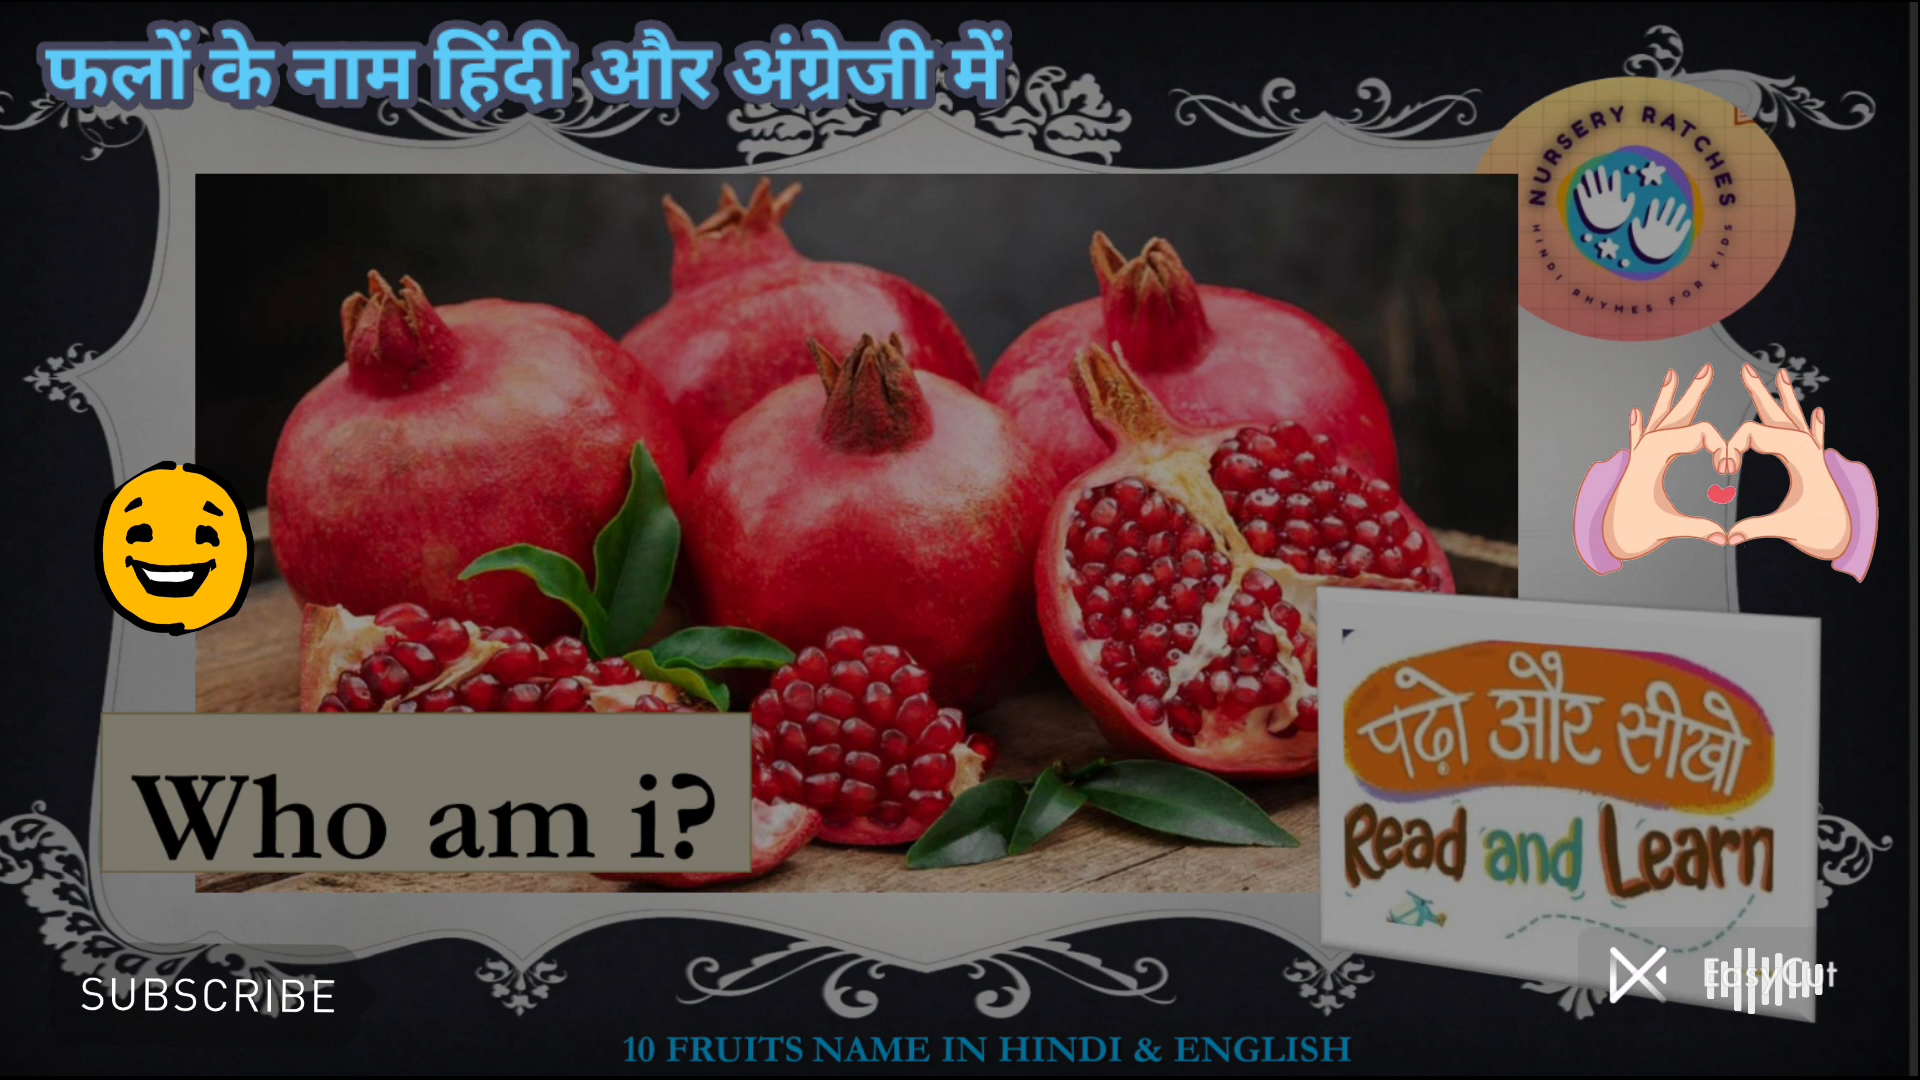 फलों के नाम हिंदी और अंग्रेजी में
NURSERY RATCHES
HINDI RHYMES FOR KIDS
Who am i?
पढ़ो और सीखो
Read and Learn
SUBSCRIBE
EasyCut
10 FRUITS NAME IN HINDI & ENGLISH